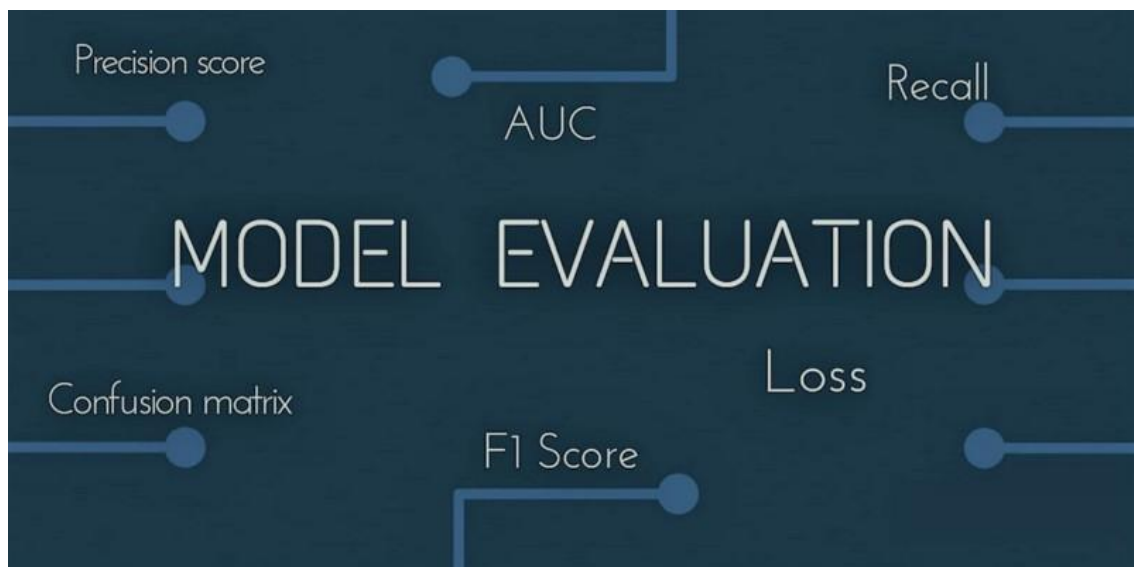 Precision score
AUC
Recall
MODEL EVALUATION
Loss
Confusion matrix
F1 Score